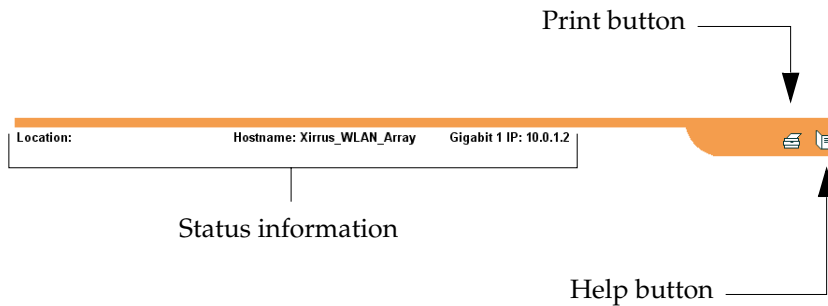 Print button
Location: Hostname: Xirrus_WLAN_Array Gigabit 1 IP: 10.0.1.2
Status information
Help button